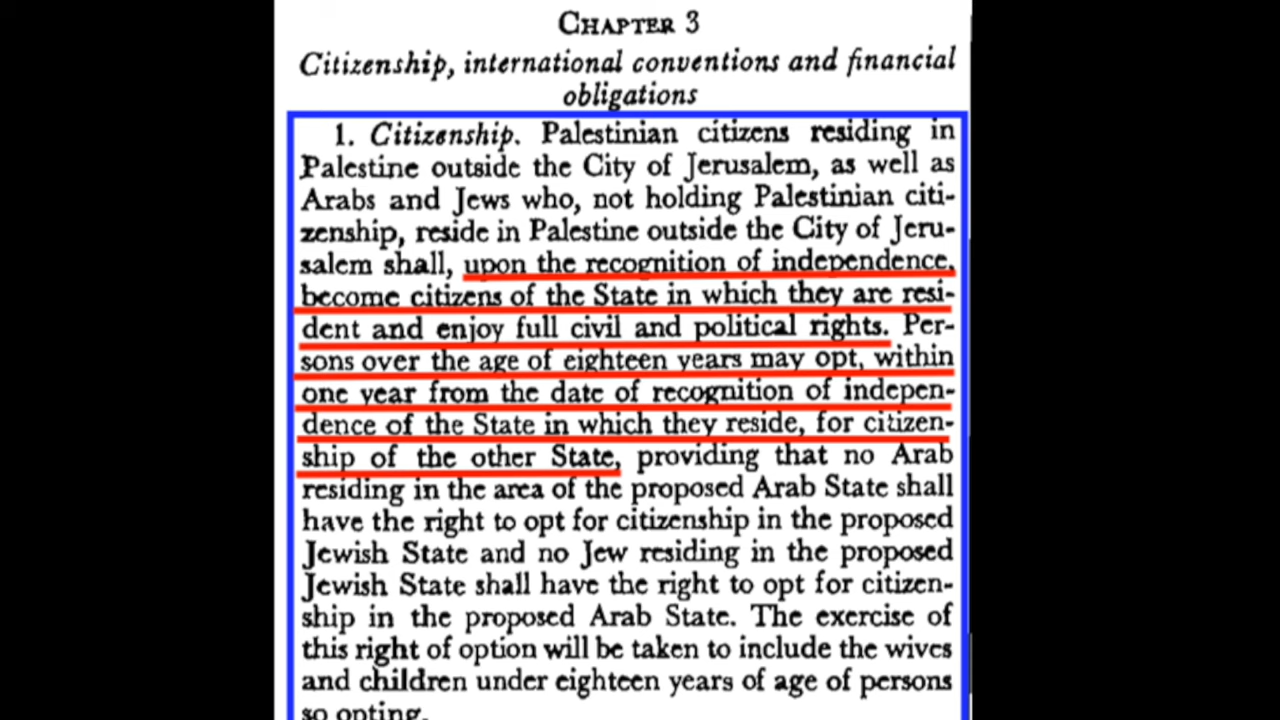 CHAPTER 3
Citizenship, international conventions and financial
obligations
1. Citizenship. Palestinian citizens residing in
Palestine outside the City of Jerusalem, as well as
Arabs and Jews who, not holding Palestinian citi-
zenship, reside in Palestine outside the City of Jeru-
salem shall, upon the recognition of independence,
become citizens of the State in which they are resi-
dent and enjoy full civil and political rights. Per-
sons over the age of eighteen years may opt, within
one year from the date of recognition of indepen-
dence of the State in which they reside, for citizen-
ship of the other State, providing that no Arab
residing in the area of the proposed Arab State shall
have the right to opt for citizenship in the proposed
Jewish State and no Jew residing in the proposed
Jewish State shall have the right to opt for citizen-
ship in the proposed Arab State. The exercise of
this right of option will be taken to include the wives
and children under eighteen years of age of persons
so opting.